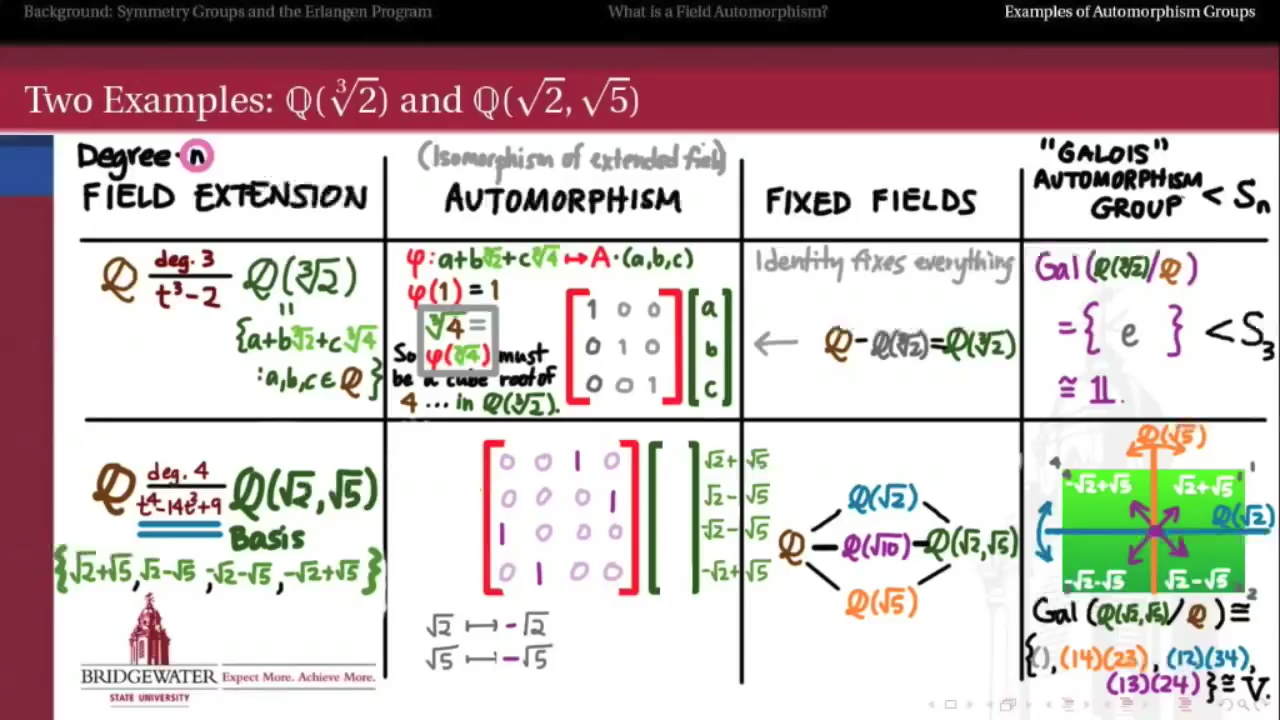 Background: Symmetry Groups and the Erlangen Program What is a Field Automorphism? Examples of Automorphism Groups
Two Examples: ℚ(∛2) and ℚ(√2, √5)
Degree-n
FIELD EXTENSION
(Isomorphism of extended field)
AUTOMORPHISM
FIXED FIELDS
"GALOIS"
AUTOMORPHISM
GROUP < Sn
ℚ deg. 3 t³-2 ℚ(∛2)
"
{a+b∛2+c∛4
:a,b,c ∈ ℚ}
φ: a+b∛2+c∛4 ↦ A·(a,b,c)
φ(1) = 1
∛4 =
So φ(∛4) must
be a cube root of
4 ... in ℚ(∛2).
1 0 0 a
0 1 0 b
0 0 1 c
Identity fixes everything
← ℚ - ℚ(∛2) = ℚ(∛2)
Gal (ℚ(∛2)/ℚ)
= { e } < S3
≅ 𝟙.
ℚ deg. 4 t⁴-14t³+9 ℚ(√2,√5)
Basis
{√2+√5, √2-√5, -√2-√5, -√2+√5}
0 0 1 0 √2+√5
0 0 0 1 √2-√5
1 0 0 0 -√2-√5
0 1 0 0 -√2+√5
√2 ↦ -√2
√5 ↦ -√5
ℚ(√2)
ℚ - ℚ(√10) - ℚ(√2,√5)
ℚ(√5)
ℚ(√5)
4 1
-√2+√5 √2+√5
ℚ(√2)
-√2-√5 √2-√5
2
Gal (ℚ(√2,√5)/ℚ) ≅
{(), (14)(23), (12)(34),
(13)(24)} ≅ V.
BRIDGEWATER
STATE UNIVERSITY
Expect More. Achieve More.